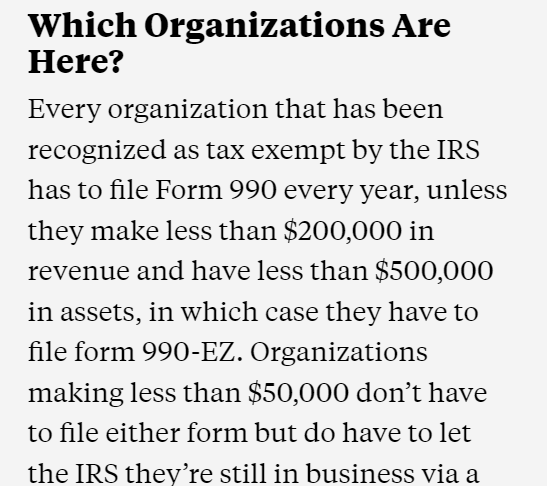 Which Organizations Are
Here?
Every organization that has been
recognized as tax exempt by the IRS
has to file Form 990 every year, unless
they make less than $200,000 in
revenue and have less than $500,000
in assets, in which case they have to
file form 990-EZ. Organizations
making less than $50,000 don’t have
to file either form but do have to let
the IRS they’re still in business via a